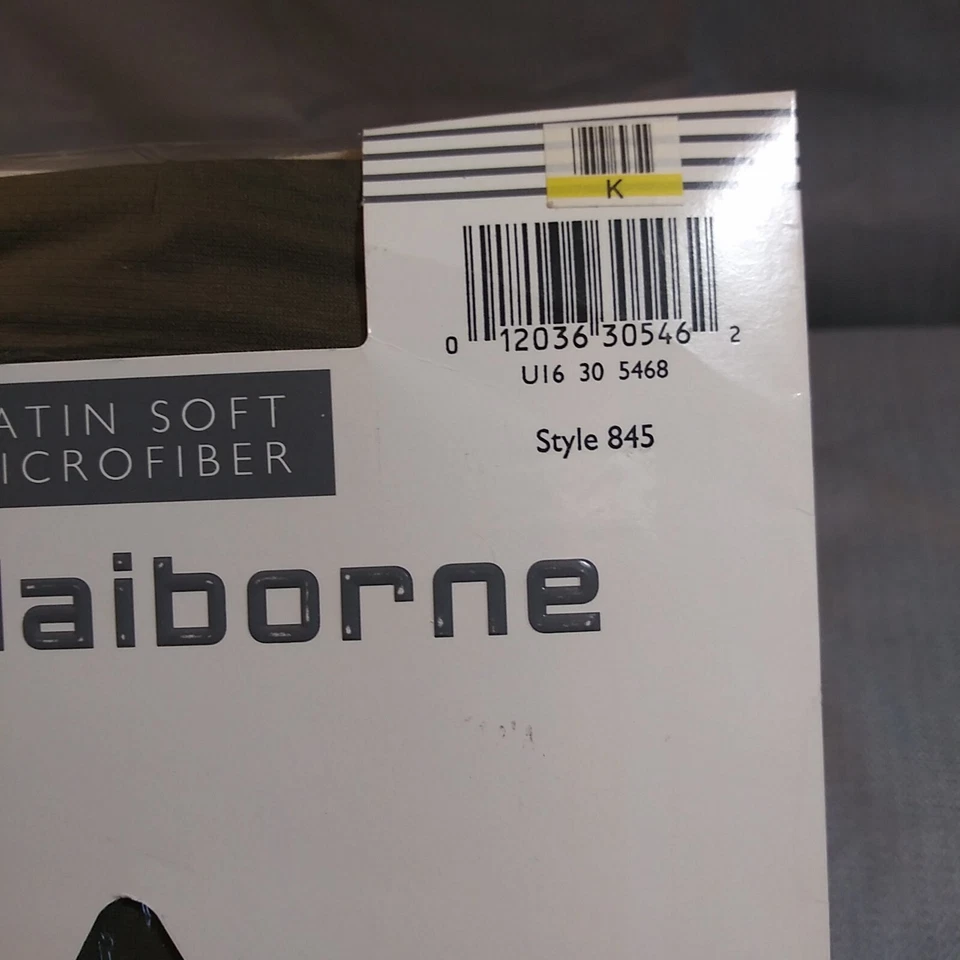 K
0 12036 30546 2
U16 30 5468
Style 845
ATIN SOFT
ICROFIBER
laiborne